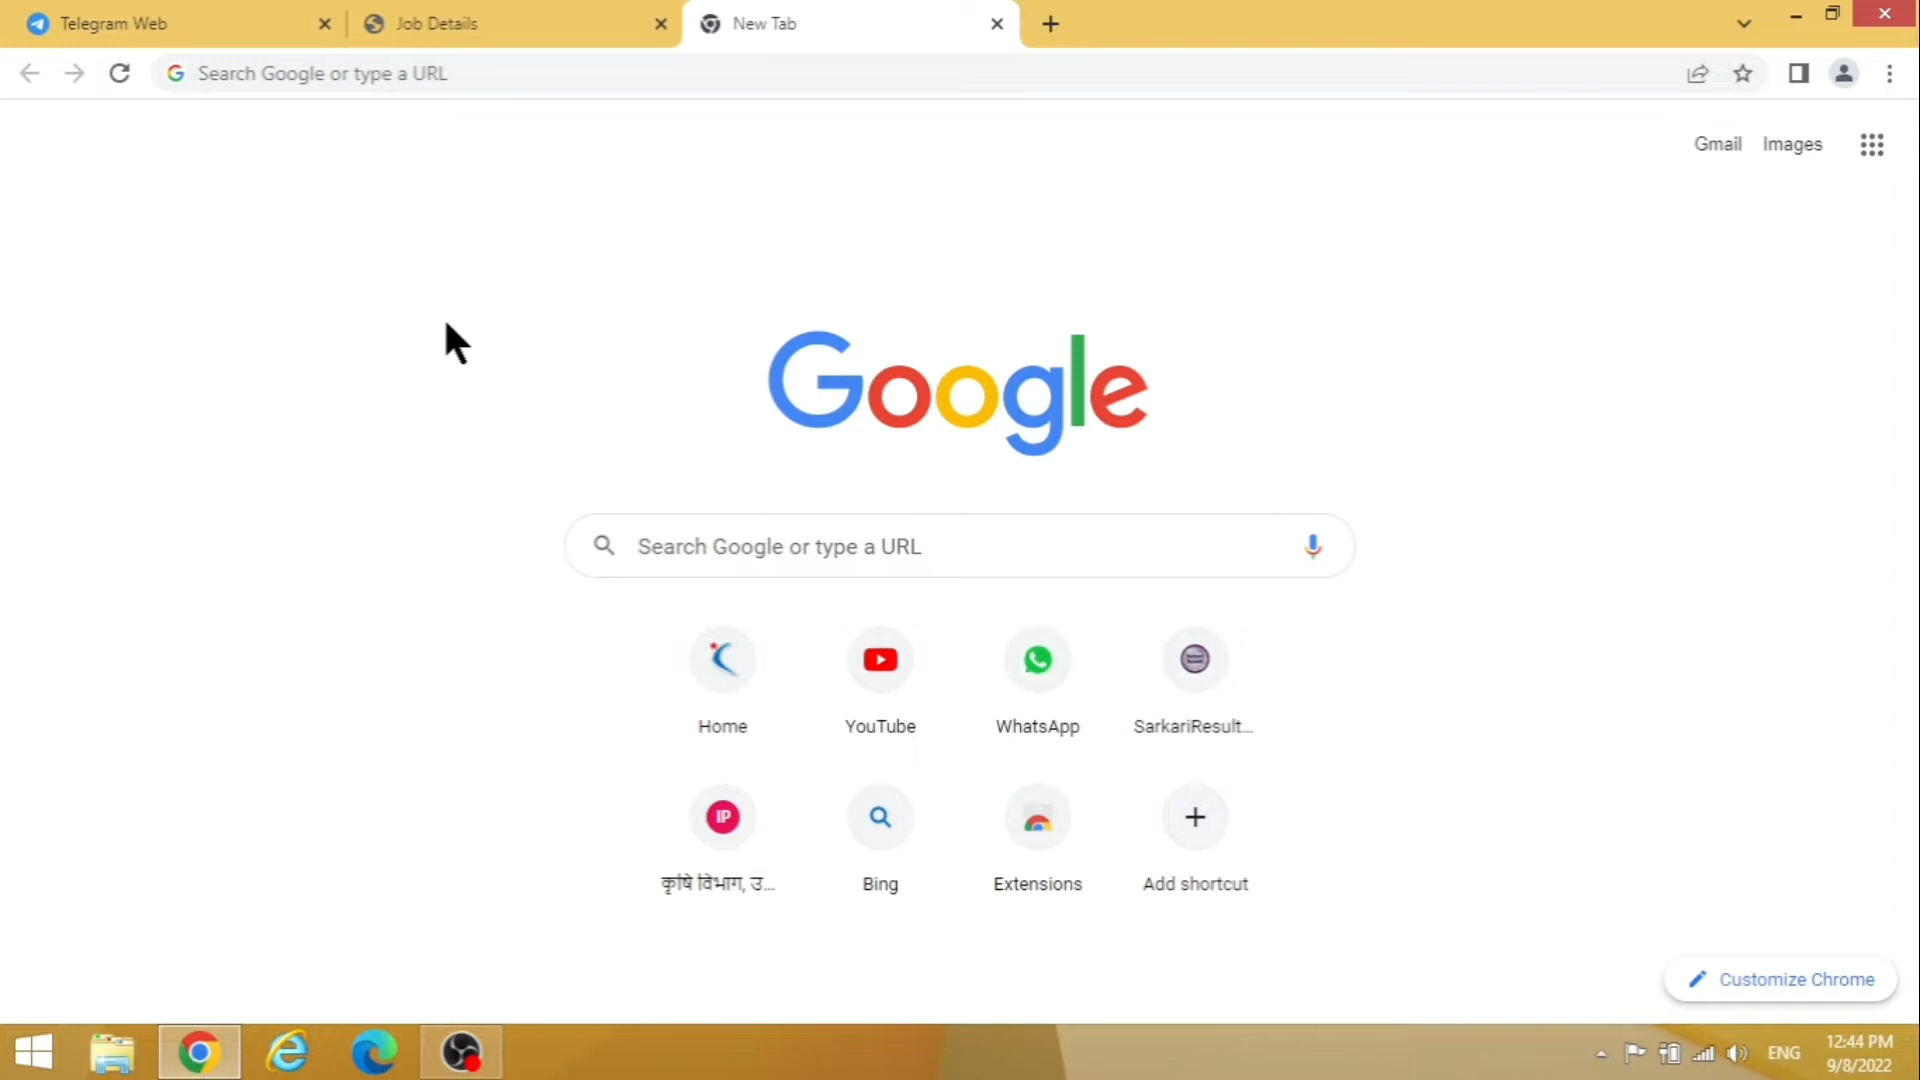 Telegram Web
Job Details
New Tab
Search Google or type a URL
Gmail Images
Google
Search Google or type a URL
Home YouTube WhatsApp SarkariResult...
IP
कृषि विभाग, उ... Bing Extensions Add shortcut
Customize Chrome
ENG
12:44 PM
9/8/2022